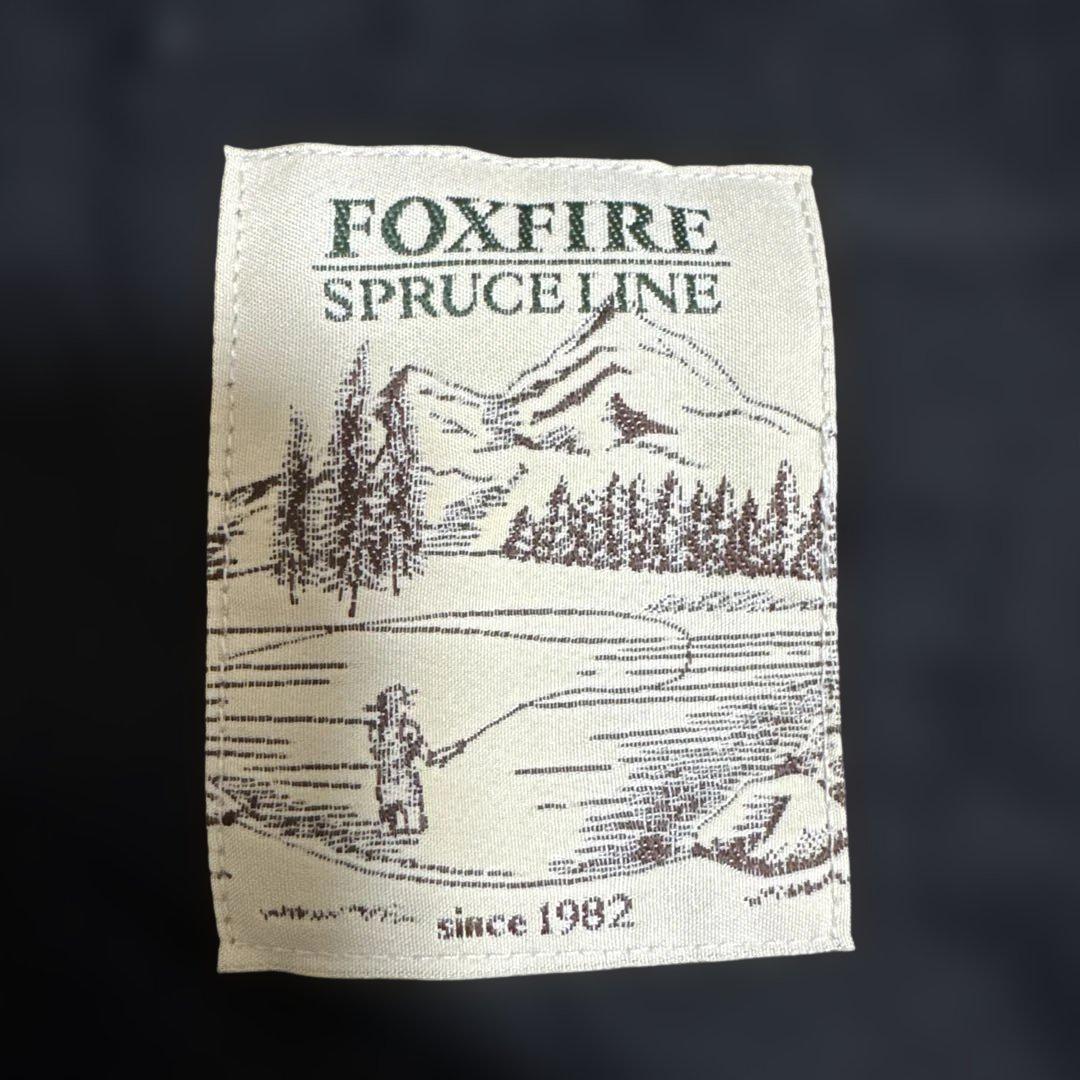 FOXFIRE
SPRUCE LINE
since 1982